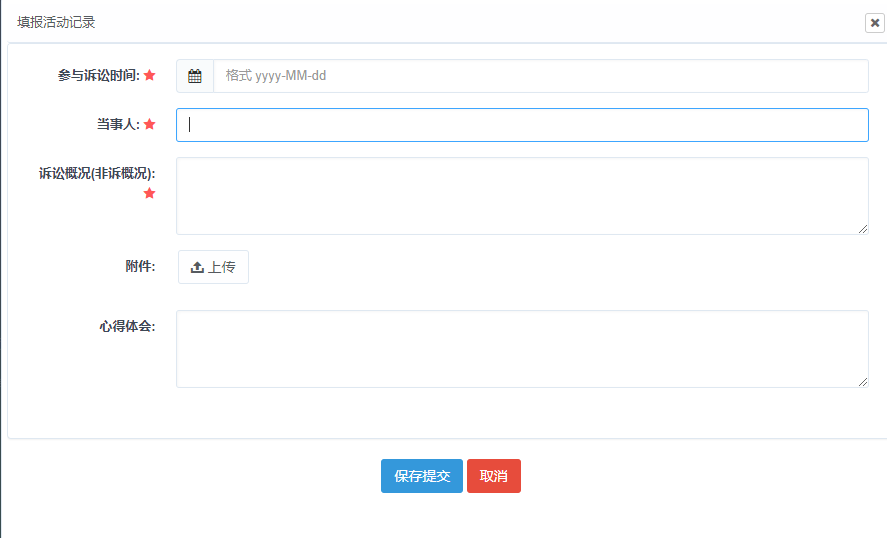 填报活动记录
参与诉讼时间:
格式 yyyy-MM-dd
当事人:
诉讼概况(非诉概况):
附件:
上传
心得体会:
保存提交
取消